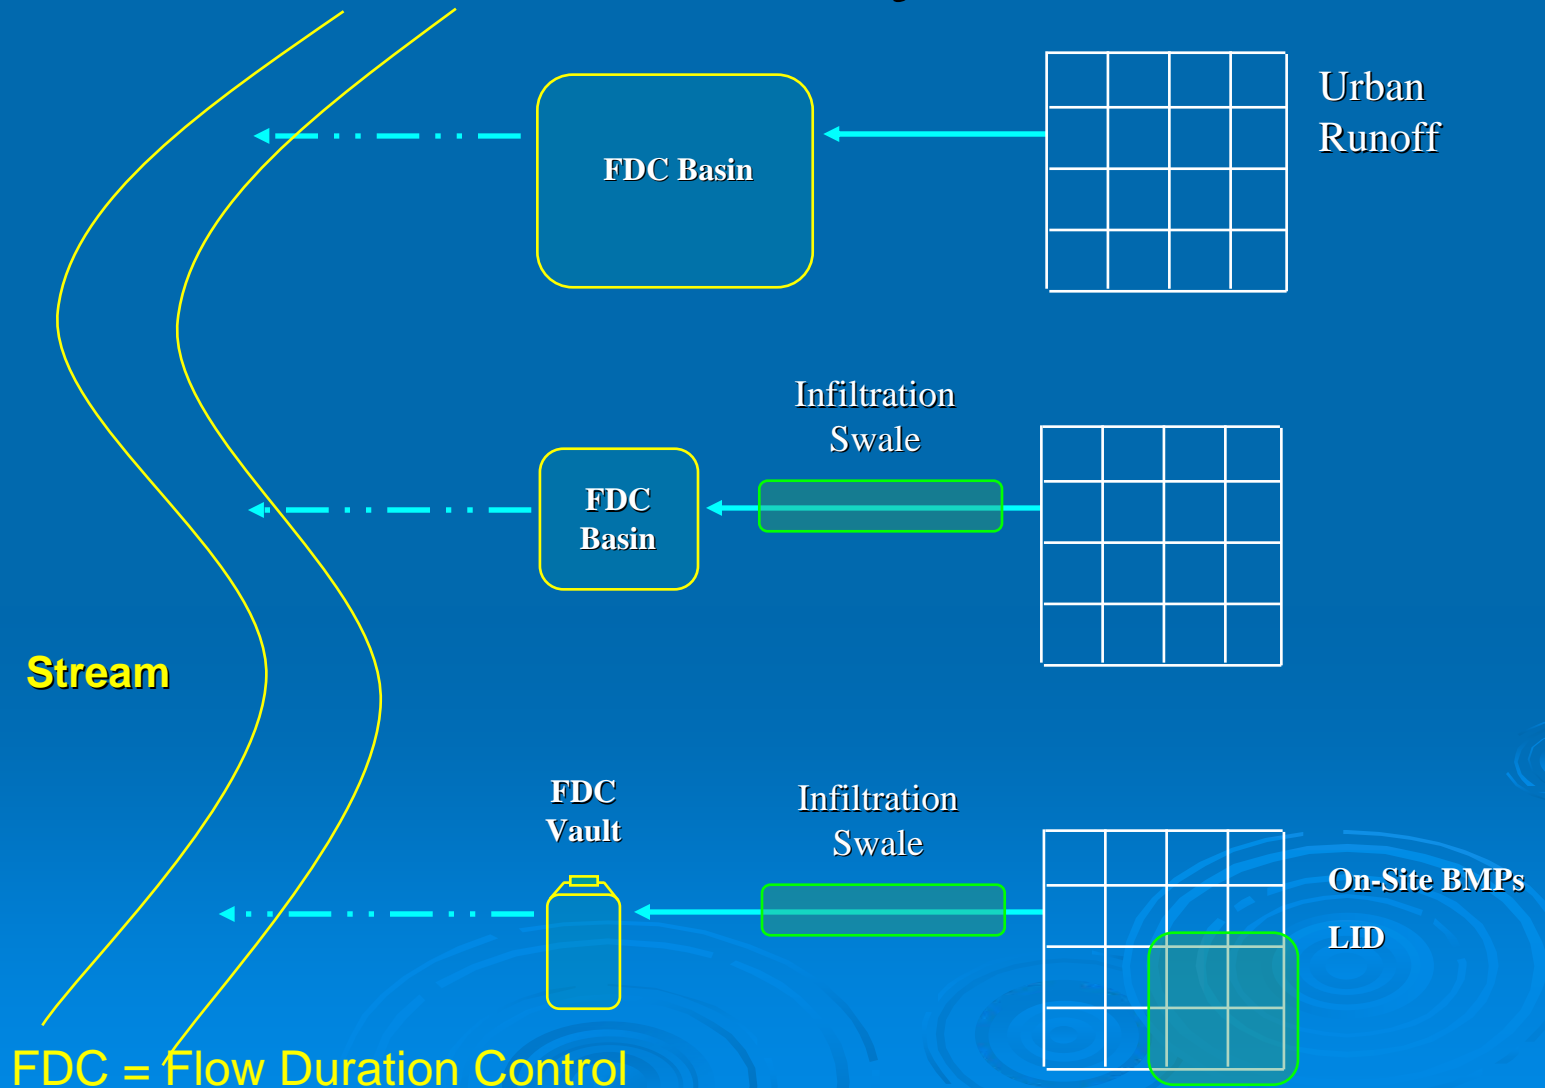 Urban
Runoff
FDC Basin
Infiltration
Swale
FDC
Basin
Stream
FDC
Vault
Infiltration
Swale
On-Site BMPs
LID
FDC = Flow Duration Control